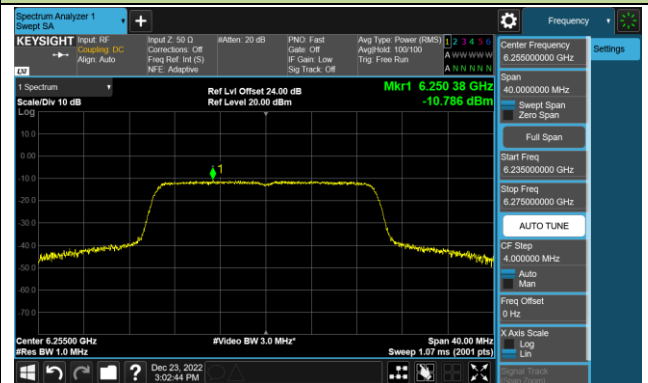 Spectrum Analyzer 1
Swept SA
Frequency
KEYSIGHT
Input: RF
Coupling: DC
Align: Auto
Input Z: 50 Ω
Corrections: Off
Freq Ref: Int (S)
NFE: Adaptive
#Atten: 20 dB
PNO: Fast
Gate: Off
IF Gain: Low
Sig Track: Off
Avg Type: Power (RMS)
Avg|Hold: 100/100
Trig: Free Run
1 2 3 4 5 6
A W W W W W
A N N N N N
LXI
1 Spectrum
Scale/Div 10 dB
Log
Ref Lvl Offset 24.00 dB
Ref Level 20.00 dBm
Mkr1 6.250 38 GHz
-10.786 dBm
10.0
0.00
-10.0
-20.0
-30.0
-40.0
-50.0
-60.0
-70.0
1
Center 6.25500 GHz
#Res BW 1.0 MHz
#Video BW 3.0 MHz*
Span 40.00 MHz
Sweep 1.07 ms (2001 pts)
Dec 23, 2022
3:02:44 PM
Center Frequency
6.255000000 GHz
Settings
Span
40.0000000 MHz
Swept Span
Zero Span
Full Span
Start Freq
6.235000000 GHz
Stop Freq
6.275000000 GHz
AUTO TUNE
CF Step
4.000000 MHz
Auto
Man
Freq Offset
0 Hz
X Axis Scale
Log
Lin
Signal Track
(Span Zoom)